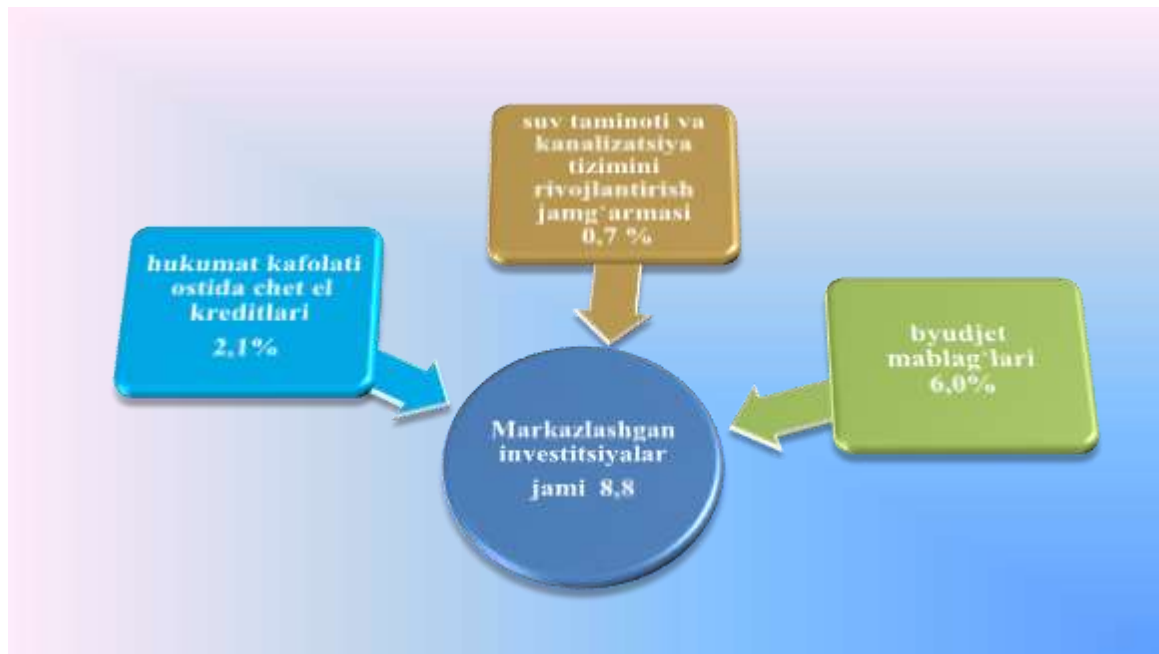 suv taminoti va
kanalizatsiya
tizimini
rivojlantirish
jamg‘armasi
0,7 %
hukumat kafolati
ostida chet el
kreditlari
2,1%
byudjet
mablag‘lari
6,0%
Markazlashgan
investitsiyalar
jami 8,8